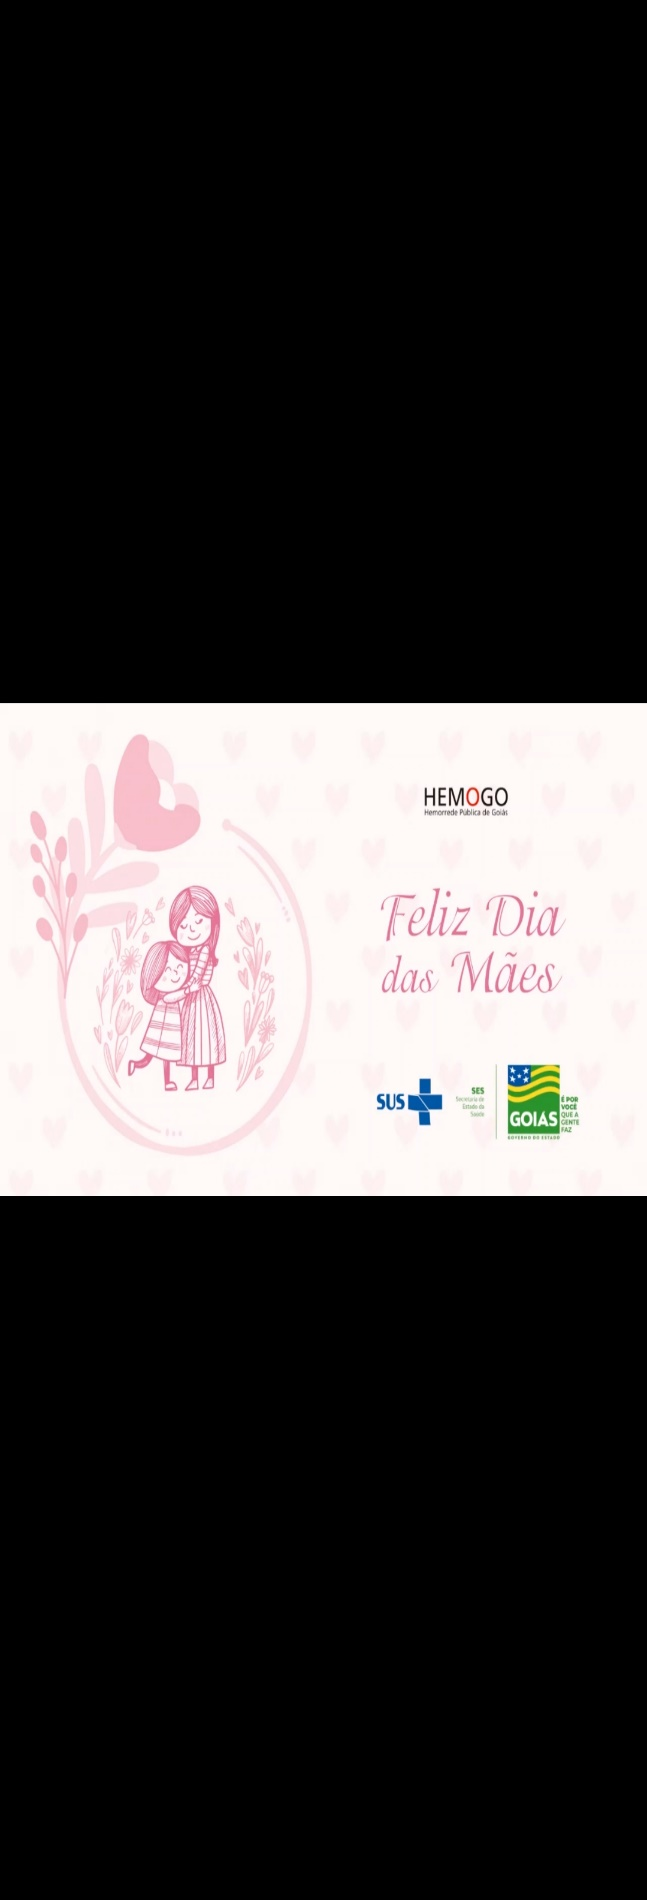 HEMOGO
Hemorrede Pública de Goiás
Feliz Dia
das Mães
SUS
SES
Secretaria de
Estado da
Saúde
GOIÁS
GOVERNO DO ESTADO
É POR
VOCÊ
QUE A
GENTE
FAZ